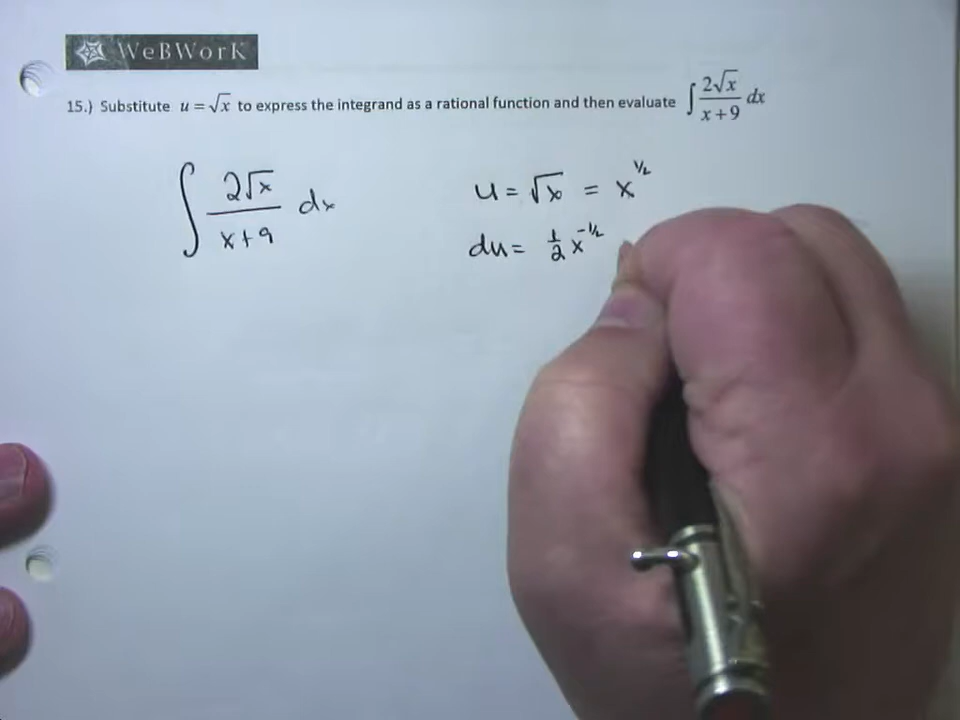 WeBWorK
15.) Substitute u = √x to express the integrand as a rational function and then evaluate ∫ 2√x / x + 9 dx
∫ 2√x / x+9 dx
u = √x = x^1/2
du = 1/2 x^-1/2